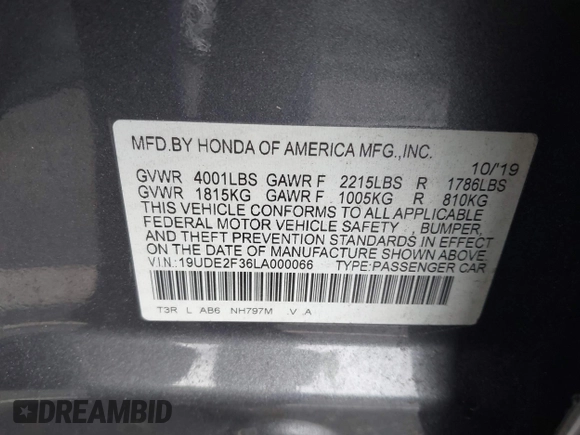 MFD.BY HONDA OF AMERICA MFG.,INC.
10/'19
GVWR 4001LBS GAWR F 2215LBS R 1786LBS
GVWR 1815KG GAWR F 1005KG R 810KG
THIS VEHICLE CONFORMS TO ALL APPLICABLE
FEDERAL MOTOR VEHICLE SAFETY , BUMPER,
AND THEFT PREVENTION STANDARDS IN EFFECT
ON THE DATE OF MANUFACTURE SHOWN ABOVE.
VIN:19UDE2F36LA000066 TYPE:PASSENGER CAR
T3R L AB6 NH797M .V .A
DREAMBID